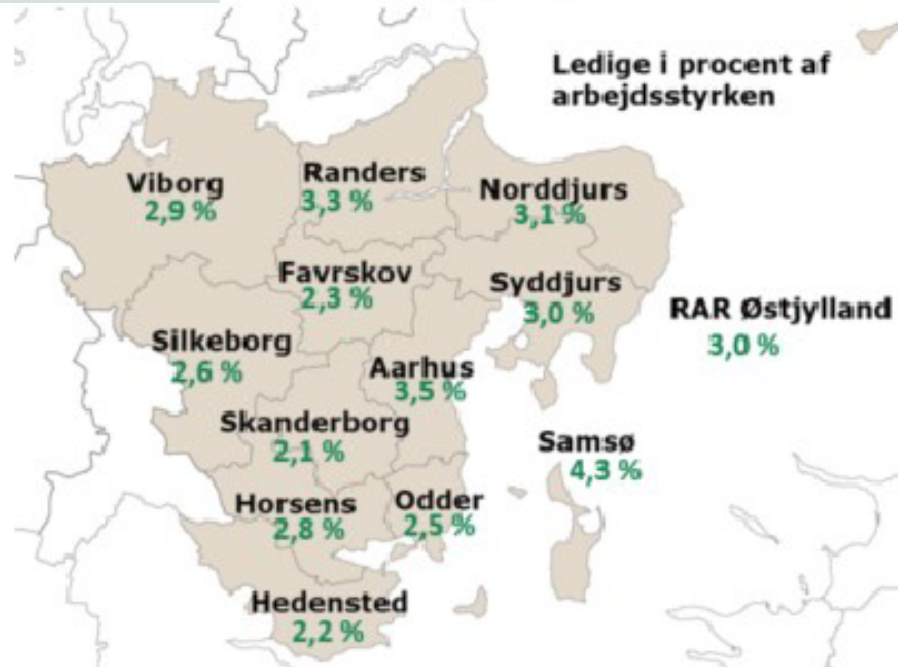 Ledige i procent af
arbejdsstyrken
Viborg
2,9 %
Randers
3,3 %
Norddjurs
3,1 %
Favrskov
2,3 %
Syddjurs
3,0 %
RAR Østjylland
3,0 %
Silkeborg
2,6 %
Aarhus
3,5 %
Skanderborg
2,1 %
Samsø
4,3 %
Horsens
2,8 %
Odder
2,5 %
Hedensted
2,2 %